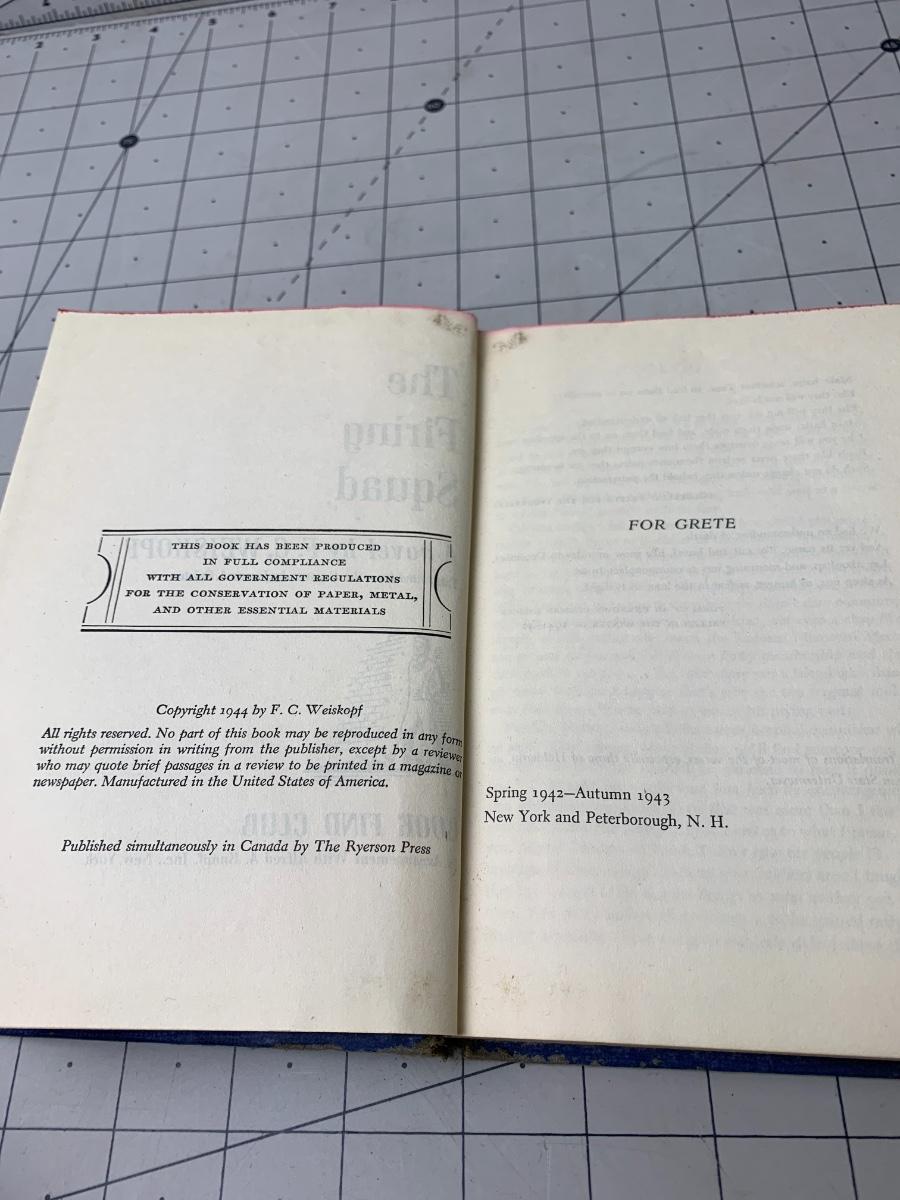 THIS BOOK HAS BEEN PRODUCED
IN FULL COMPLIANCE
WITH ALL GOVERNMENT REGULATIONS
FOR THE CONSERVATION OF PAPER, METAL,
AND OTHER ESSENTIAL MATERIALS
Copyright 1944 by F. C. Weiskopf
All rights reserved. No part of this book may be reproduced in any form
without permission in writing from the publisher, except by a reviewer
who may quote brief passages in a review to be printed in a magazine or
newspaper. Manufactured in the United States of America.
Published simultaneously in Canada by The Ryerson Press
FOR GRETE
Spring 1942—Autumn 1943
New York and Peterborough, N. H.